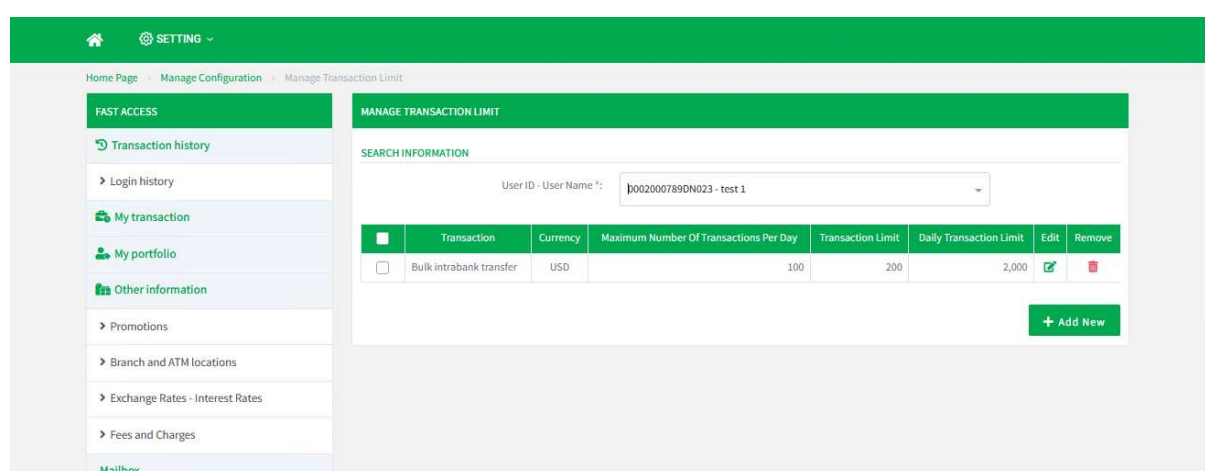 SETTING
Home Page > Manage Configuration > Manage Transaction Limit
FAST ACCESS
Transaction history
> Login history
My transaction
My portfolio
Other information
> Promotions
> Branch and ATM locations
> Exchange Rates - Interest Rates
> Fees and Charges
Mailbox
MANAGE TRANSACTION LIMIT
SEARCH INFORMATION
User ID - User Name *: 0002000789DN023 - test 1
Transaction Currency Maximum Number Of Transactions Per Day Transaction Limit Daily Transaction Limit Edit Remove
Bulk intrabank transfer USD 100 200 2,000
+ Add New